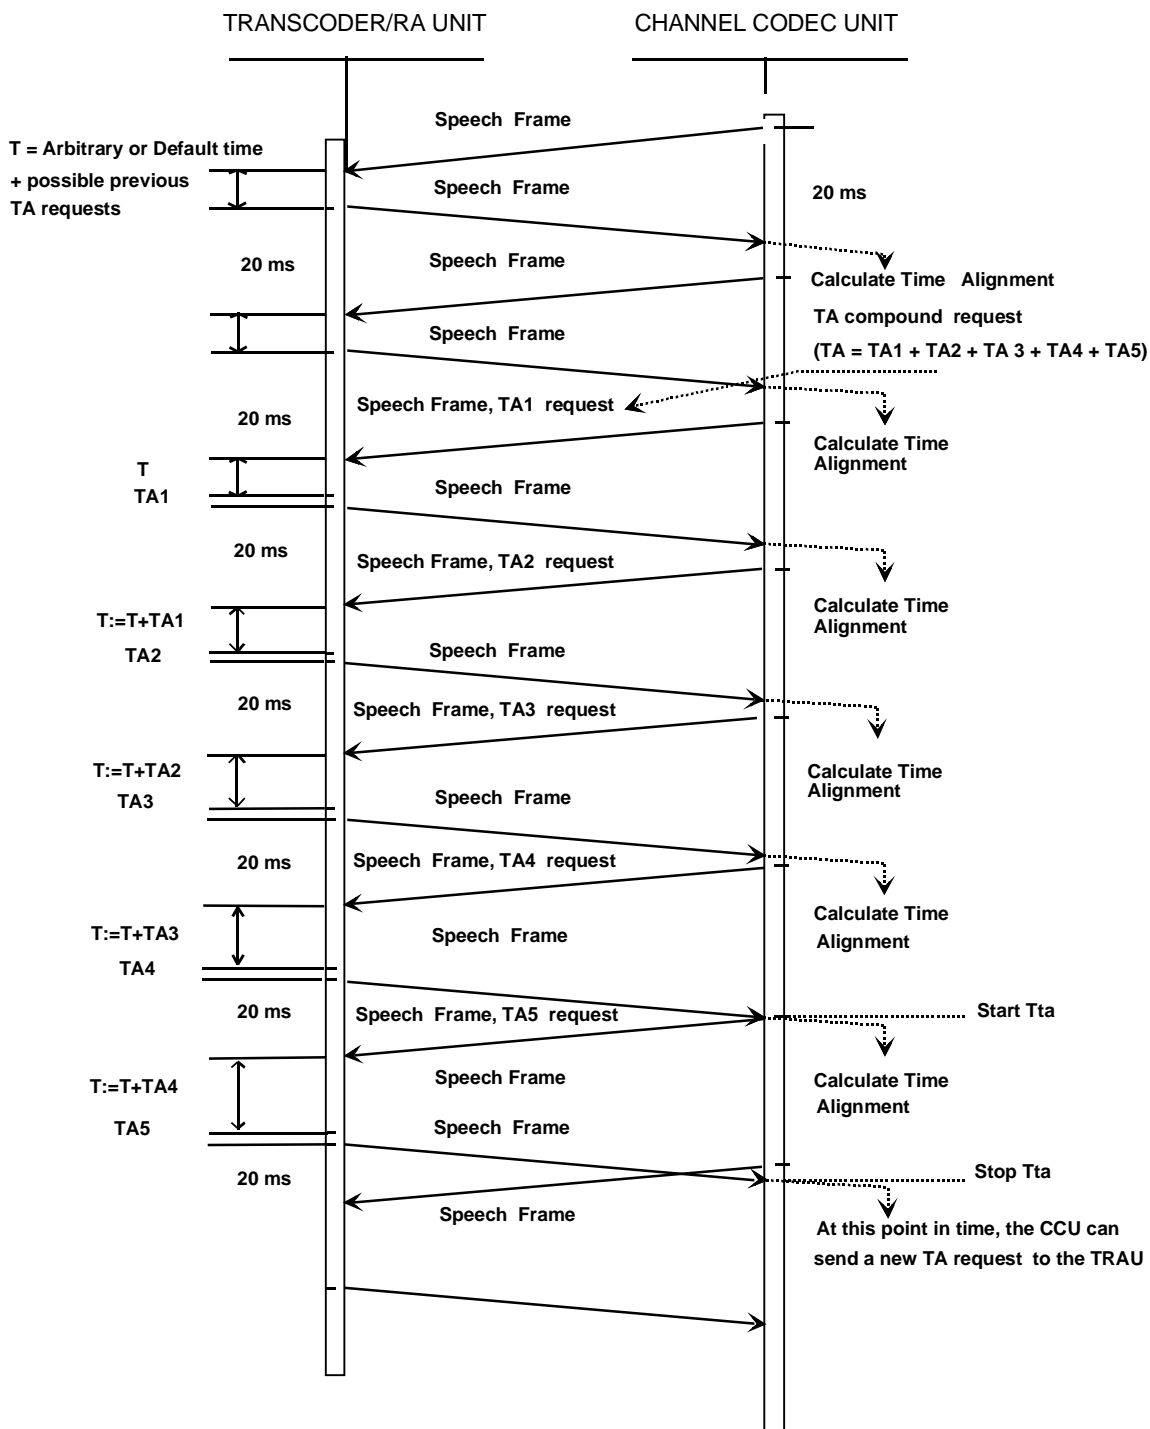 TRANSCODER/RA UNIT
CHANNEL CODEC UNIT
Speech Frame
T = Arbitrary or Default time
+ possible previous
TA requests
Speech Frame
20 ms
20 ms
Speech Frame
Calculate Time Alignment
TA compound request
(TA = TA1 + TA2 + TA 3 + TA4 + TA5)
Speech Frame
Speech Frame, TA1 request
20 ms
Calculate Time
Alignment
T
TA1
Speech Frame
20 ms
Speech Frame, TA2 request
Calculate Time
Alignment
T:=T+TA1
TA2
Speech Frame
20 ms
Speech Frame, TA3 request
T:=T+TA2
TA3
Calculate Time
Alignment
Speech Frame
20 ms
Speech Frame, TA4 request
Calculate Time
Alignment
T:=T+TA3
TA4
Speech Frame
20 ms
Speech Frame, TA5 request
Start Tta
T:=T+TA4
TA5
Speech Frame
Calculate Time
Alignment
Speech Frame
20 ms
Stop Tta
Speech Frame
At this point in time, the CCU can
send a new TA request to the TRAU